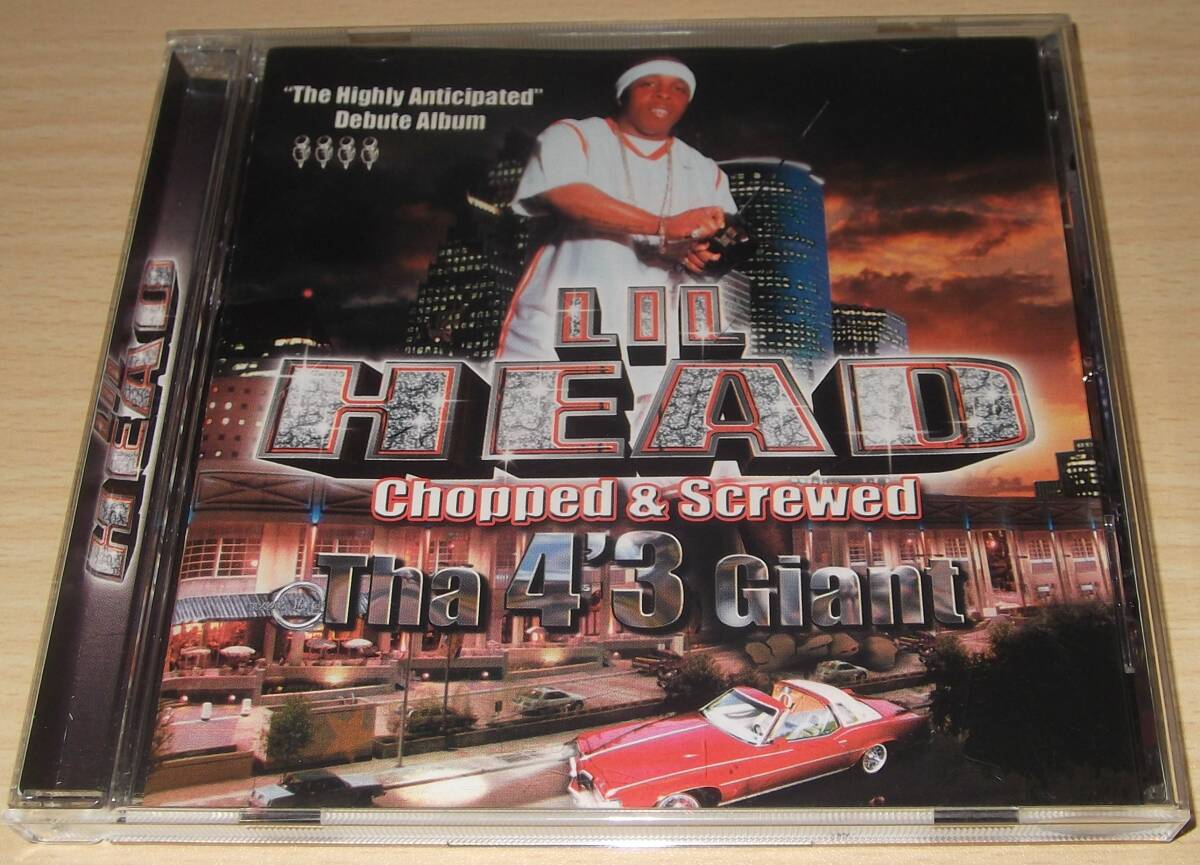 "The Highly Anticipated"
Debute Album
LIL
HEAD
Chopped & Screwed
Tha 4'3 Giant
LIL
HEAD